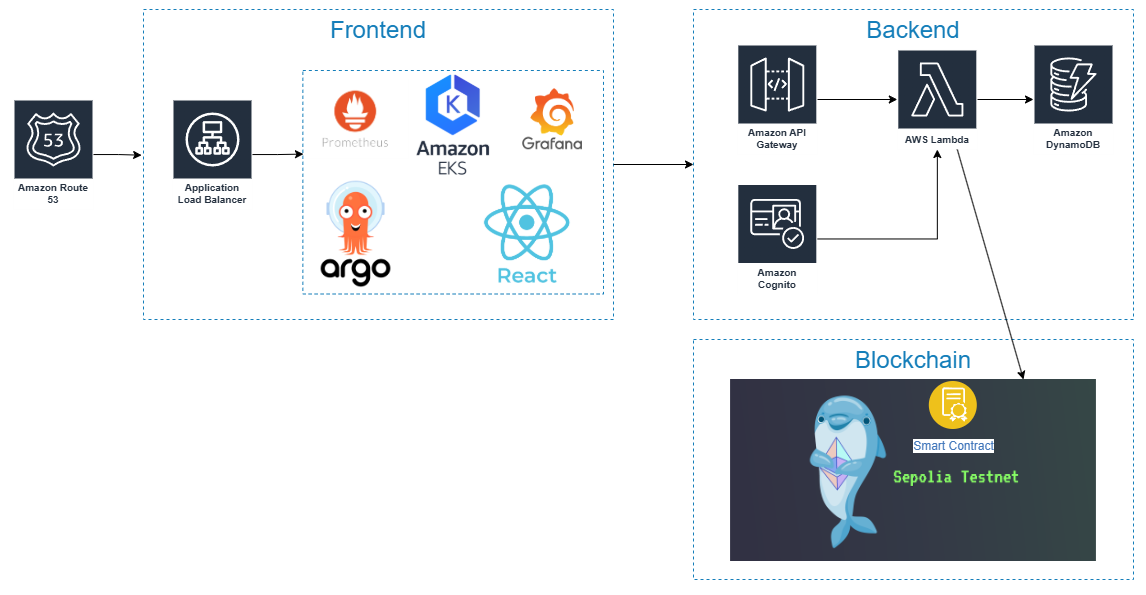 Frontend
Backend
53
Amazon Route
53
Application
Load Balancer
Prometheus
K
Amazon
EKS
Grafana
argo
React
</>
Amazon API
Gateway
AWS Lambda
Amazon
DynamoDB
Amazon
Cognito
Blockchain
Smart Contract
Sepolia Testnet